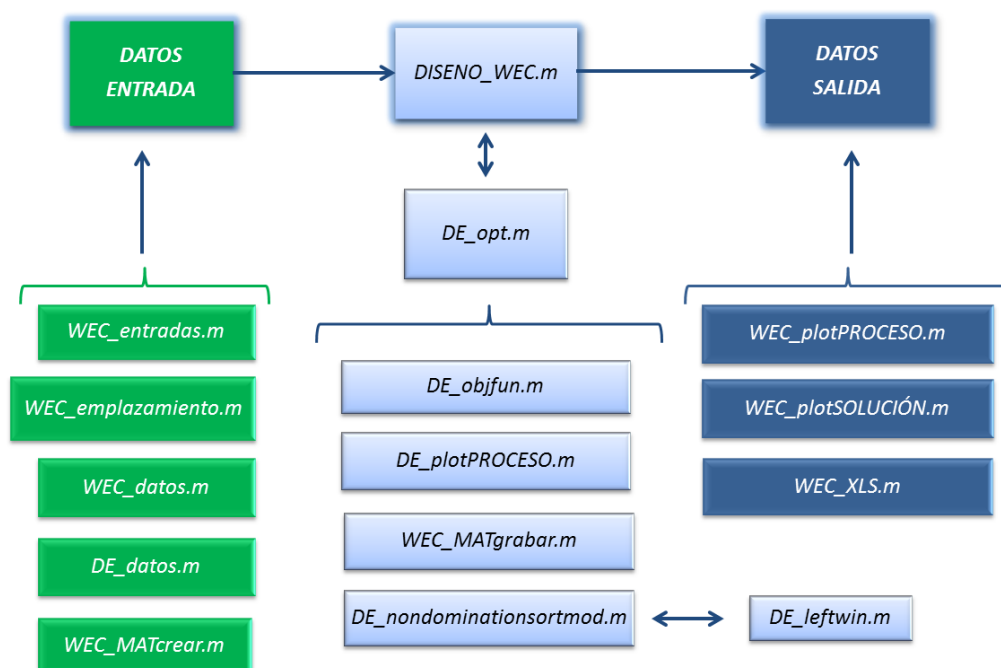 DATOS
ENTRADA
DISENO_WEC.m
DATOS
SALIDA
DE_opt.m
WEC_entradas.m
WEC_emplazamiento.m
WEC_datos.m
DE_datos.m
WEC_MATcrear.m
DE_objfun.m
DE_plotPROCESO.m
WEC_MATgrabar.m
DE_nondominationsortmod.m
DE_leftwin.m
WEC_plotPROCESO.m
WEC_plotSOLUCIÓN.m
WEC_XLS.m